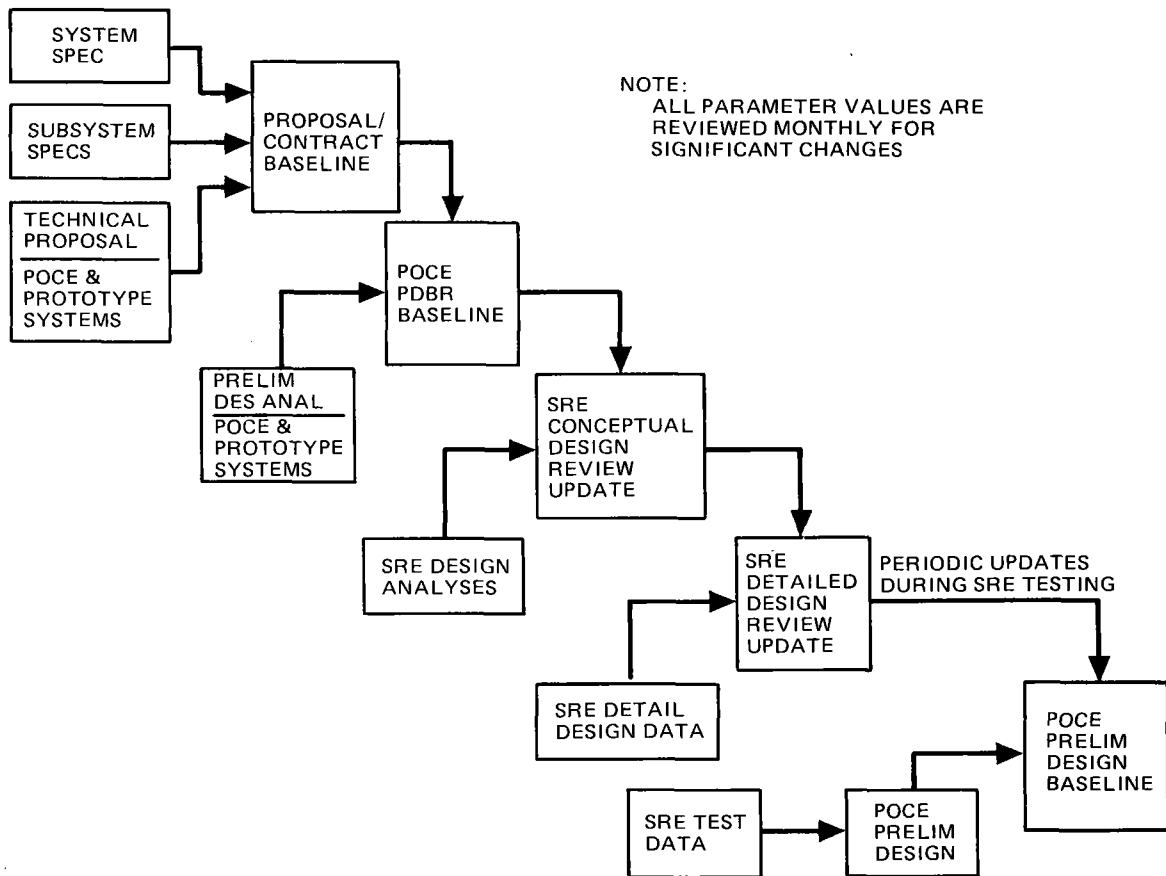 SYSTEM
SPEC
SUBSYSTEM
SPECS
TECHNICAL
PROPOSAL
POCE &
PROTOTYPE
SYSTEMS
PROPOSAL/
CONTRACT
BASELINE
NOTE:
ALL PARAMETER VALUES ARE
REVIEWED MONTHLY FOR
SIGNIFICANT CHANGES
POCE
PDBR
BASELINE
PRELIM
DES ANAL
POCE &
PROTOTYPE
SYSTEMS
SRE
CONCEPTUAL
DESIGN
REVIEW
UPDATE
SRE DESIGN
ANALYSES
SRE
DETAILED
DESIGN
REVIEW
UPDATE
PERIODIC UPDATES
DURING SRE TESTING
SRE DETAIL
DESIGN DATA
POCE
PRELIM
DESIGN
BASELINE
SRE TEST
DATA
POCE
PRELIM
DESIGN